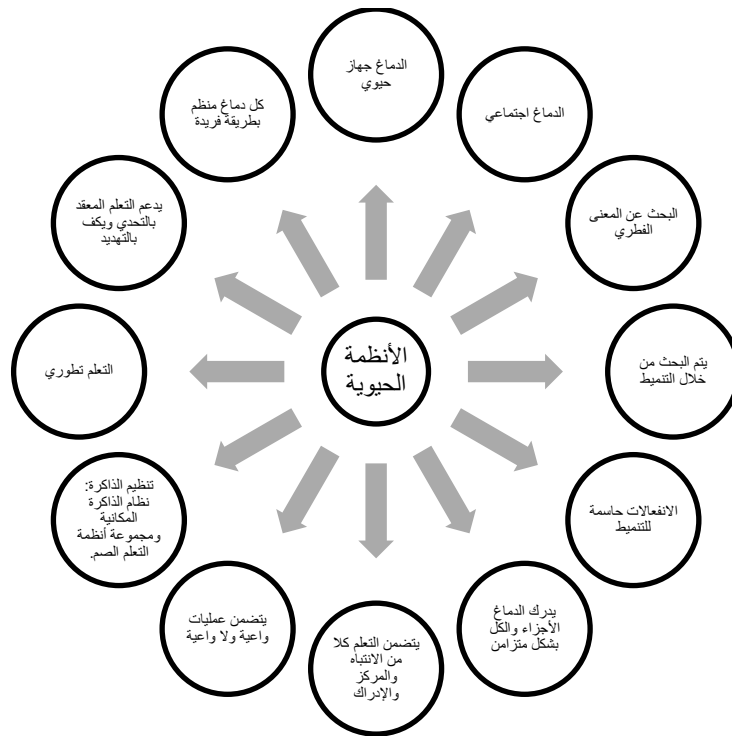 الأنظمة
الحيوية
الدماغ جهاز
حيوي
الدماغ اجتماعي
البحث عن المعنى
الفطري
يتم البحث من
خلال التنميط
الانفعالات حاسمة
للتنميط
يدرك الدماغ
الأجزاء والكل
بشكل متزامن
يتضمن التعلم كلا
من الانتباه
والمركز
والإدراك
يتضمن عمليات
واعية ولا واعية
تنظيم الذاكرة:
نظام الذاكرة
المكانية
ومجموعة أنظمة
التعلم الصم.
التعلم تطوري
يدعم التعلم المعقد
بالتحدي ويكف
بالتهديد
كل دماغ منظم
بطريقة فريدة